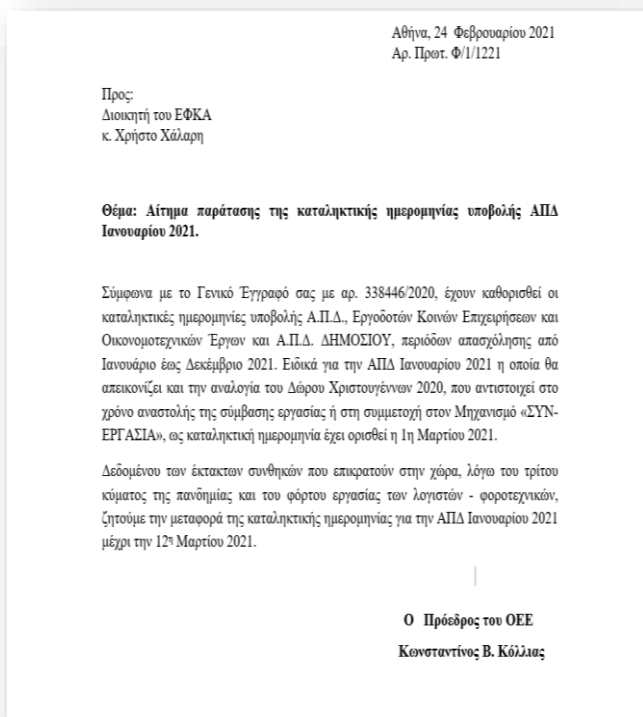 Αθήνα, 24 Φεβρουαρίου 2021
Αρ. Πρωτ. Φ/1/1221
Προς:
Διοικητή του ΕΦΚΑ
κ. Χρήστο Χάλαρη
Θέμα: Αίτημα παράτασης της καταληκτικής ημερομηνίας υποβολής ΑΠΔ
Ιανουαρίου 2021.
Σύμφωνα με το Γενικό Έγγραφό σας με αρ. 338446/2020, έχουν καθορισθεί οι
καταληκτικές ημερομηνίες υποβολής Α.Π.Δ., Εργοδοτών Κοινών Επιχειρήσεων και
Οικονομοτεχνικών Έργων και Α.Π.Δ. ΔΗΜΟΣΙΟΥ, περιόδων απασχόλησης από
Ιανουάριο έως Δεκέμβριο 2021. Ειδικά για την ΑΠΔ Ιανουαρίου 2021 η οποία θα
απεικονίζει και την αναλογία του Δώρου Χριστουγέννων 2020, που αντιστοιχεί στο
χρόνο αναστολής της σύμβασης εργασίας ή στη συμμετοχή στον Μηχανισμό «ΣΥΝ-
ΕΡΓΑΣΙΑ», ως καταληκτική ημερομηνία έχει ορισθεί η 1η Μαρτίου 2021.
Δεδομένου των έκτακτων συνθηκών που επικρατούν στην χώρα, λόγω του τρίτου
κύματος της πανδημίας και του φόρτου εργασίας των λογιστών - φοροτεχνικών,
ζητούμε την μεταφορά της καταληκτικής ημερομηνίας για την ΑΠΔ Ιανουαρίου 2021
μέχρι την 12η Μαρτίου 2021.
Ο Πρόεδρος του ΟΕΕ
Κωνσταντίνος Β. Κόλλιας